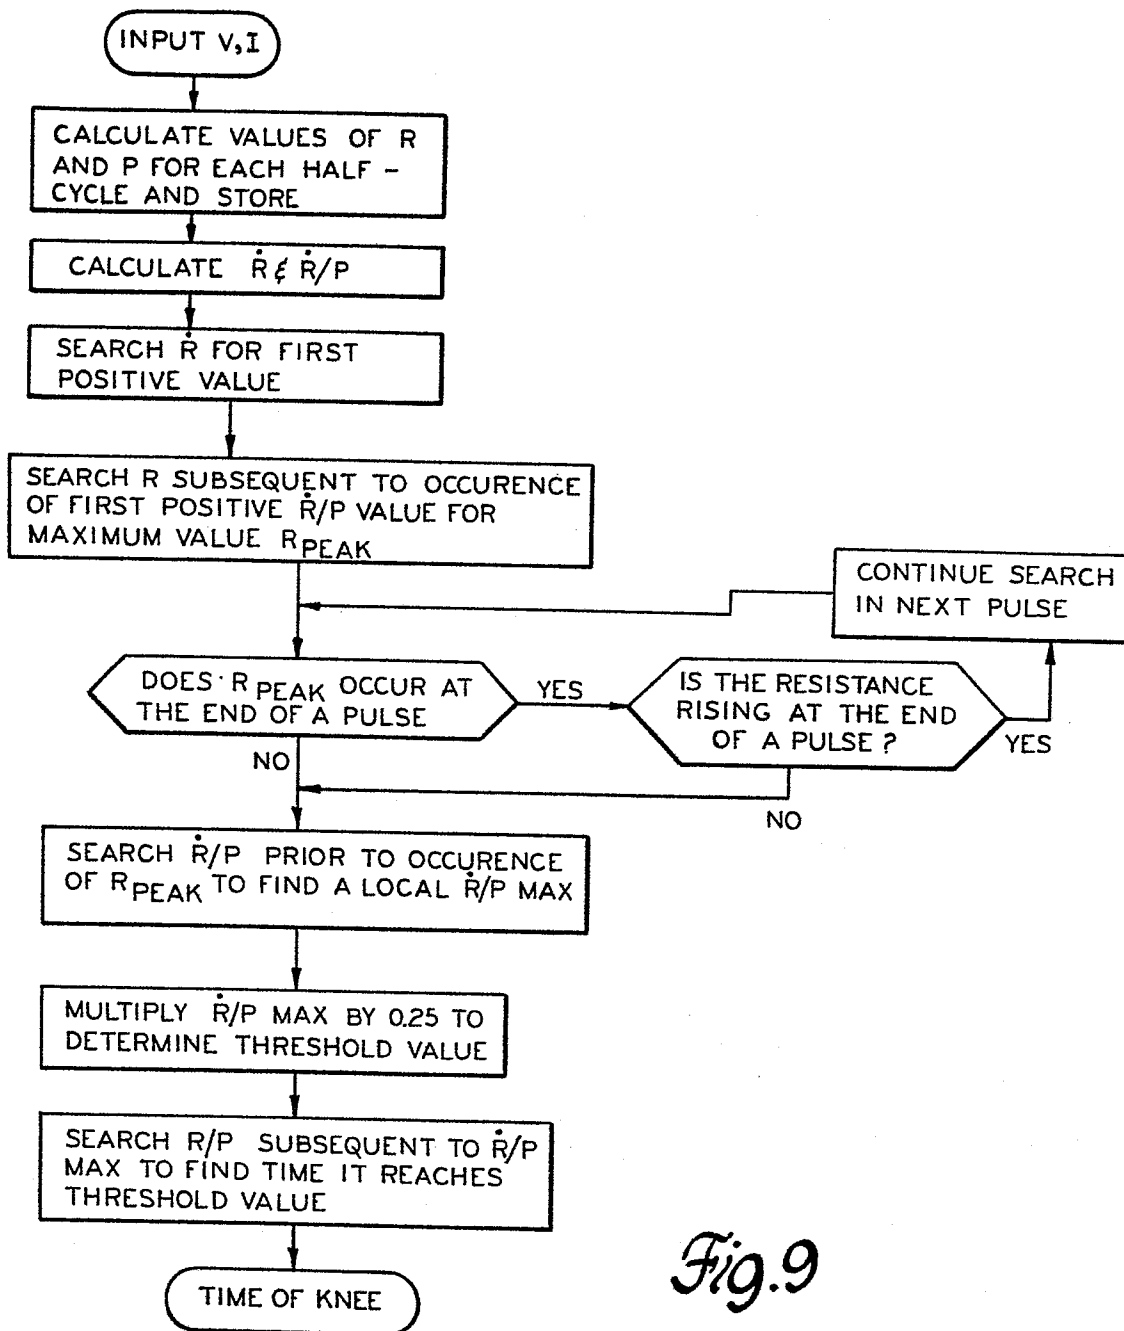 INPUT V,I
CALCULATE VALUES OF R
AND P FOR EACH HALF –
CYCLE AND STORE
CALCULATE Ṙ & Ṙ/P
SEARCH Ṙ FOR FIRST
POSITIVE VALUE
SEARCH R SUBSEQUENT TO OCCURENCE
OF FIRST POSITIVE Ṙ/P VALUE FOR
MAXIMUM VALUE RPEAK
CONTINUE SEARCH
IN NEXT PULSE
DOES RPEAK OCCUR AT
THE END OF A PULSE
YES
IS THE RESISTANCE
RISING AT THE END
OF A PULSE?
YES
NO
NO
SEARCH Ṙ/P PRIOR TO OCCURENCE
OF RPEAK TO FIND A LOCAL Ṙ/P MAX
MULTIPLY Ṙ/P MAX BY 0.25 TO
DETERMINE THRESHOLD VALUE
SEARCH R/P SUBSEQUENT TO Ṙ/P
MAX TO FIND TIME IT REACHES
THRESHOLD VALUE
TIME OF KNEE
Fig.9